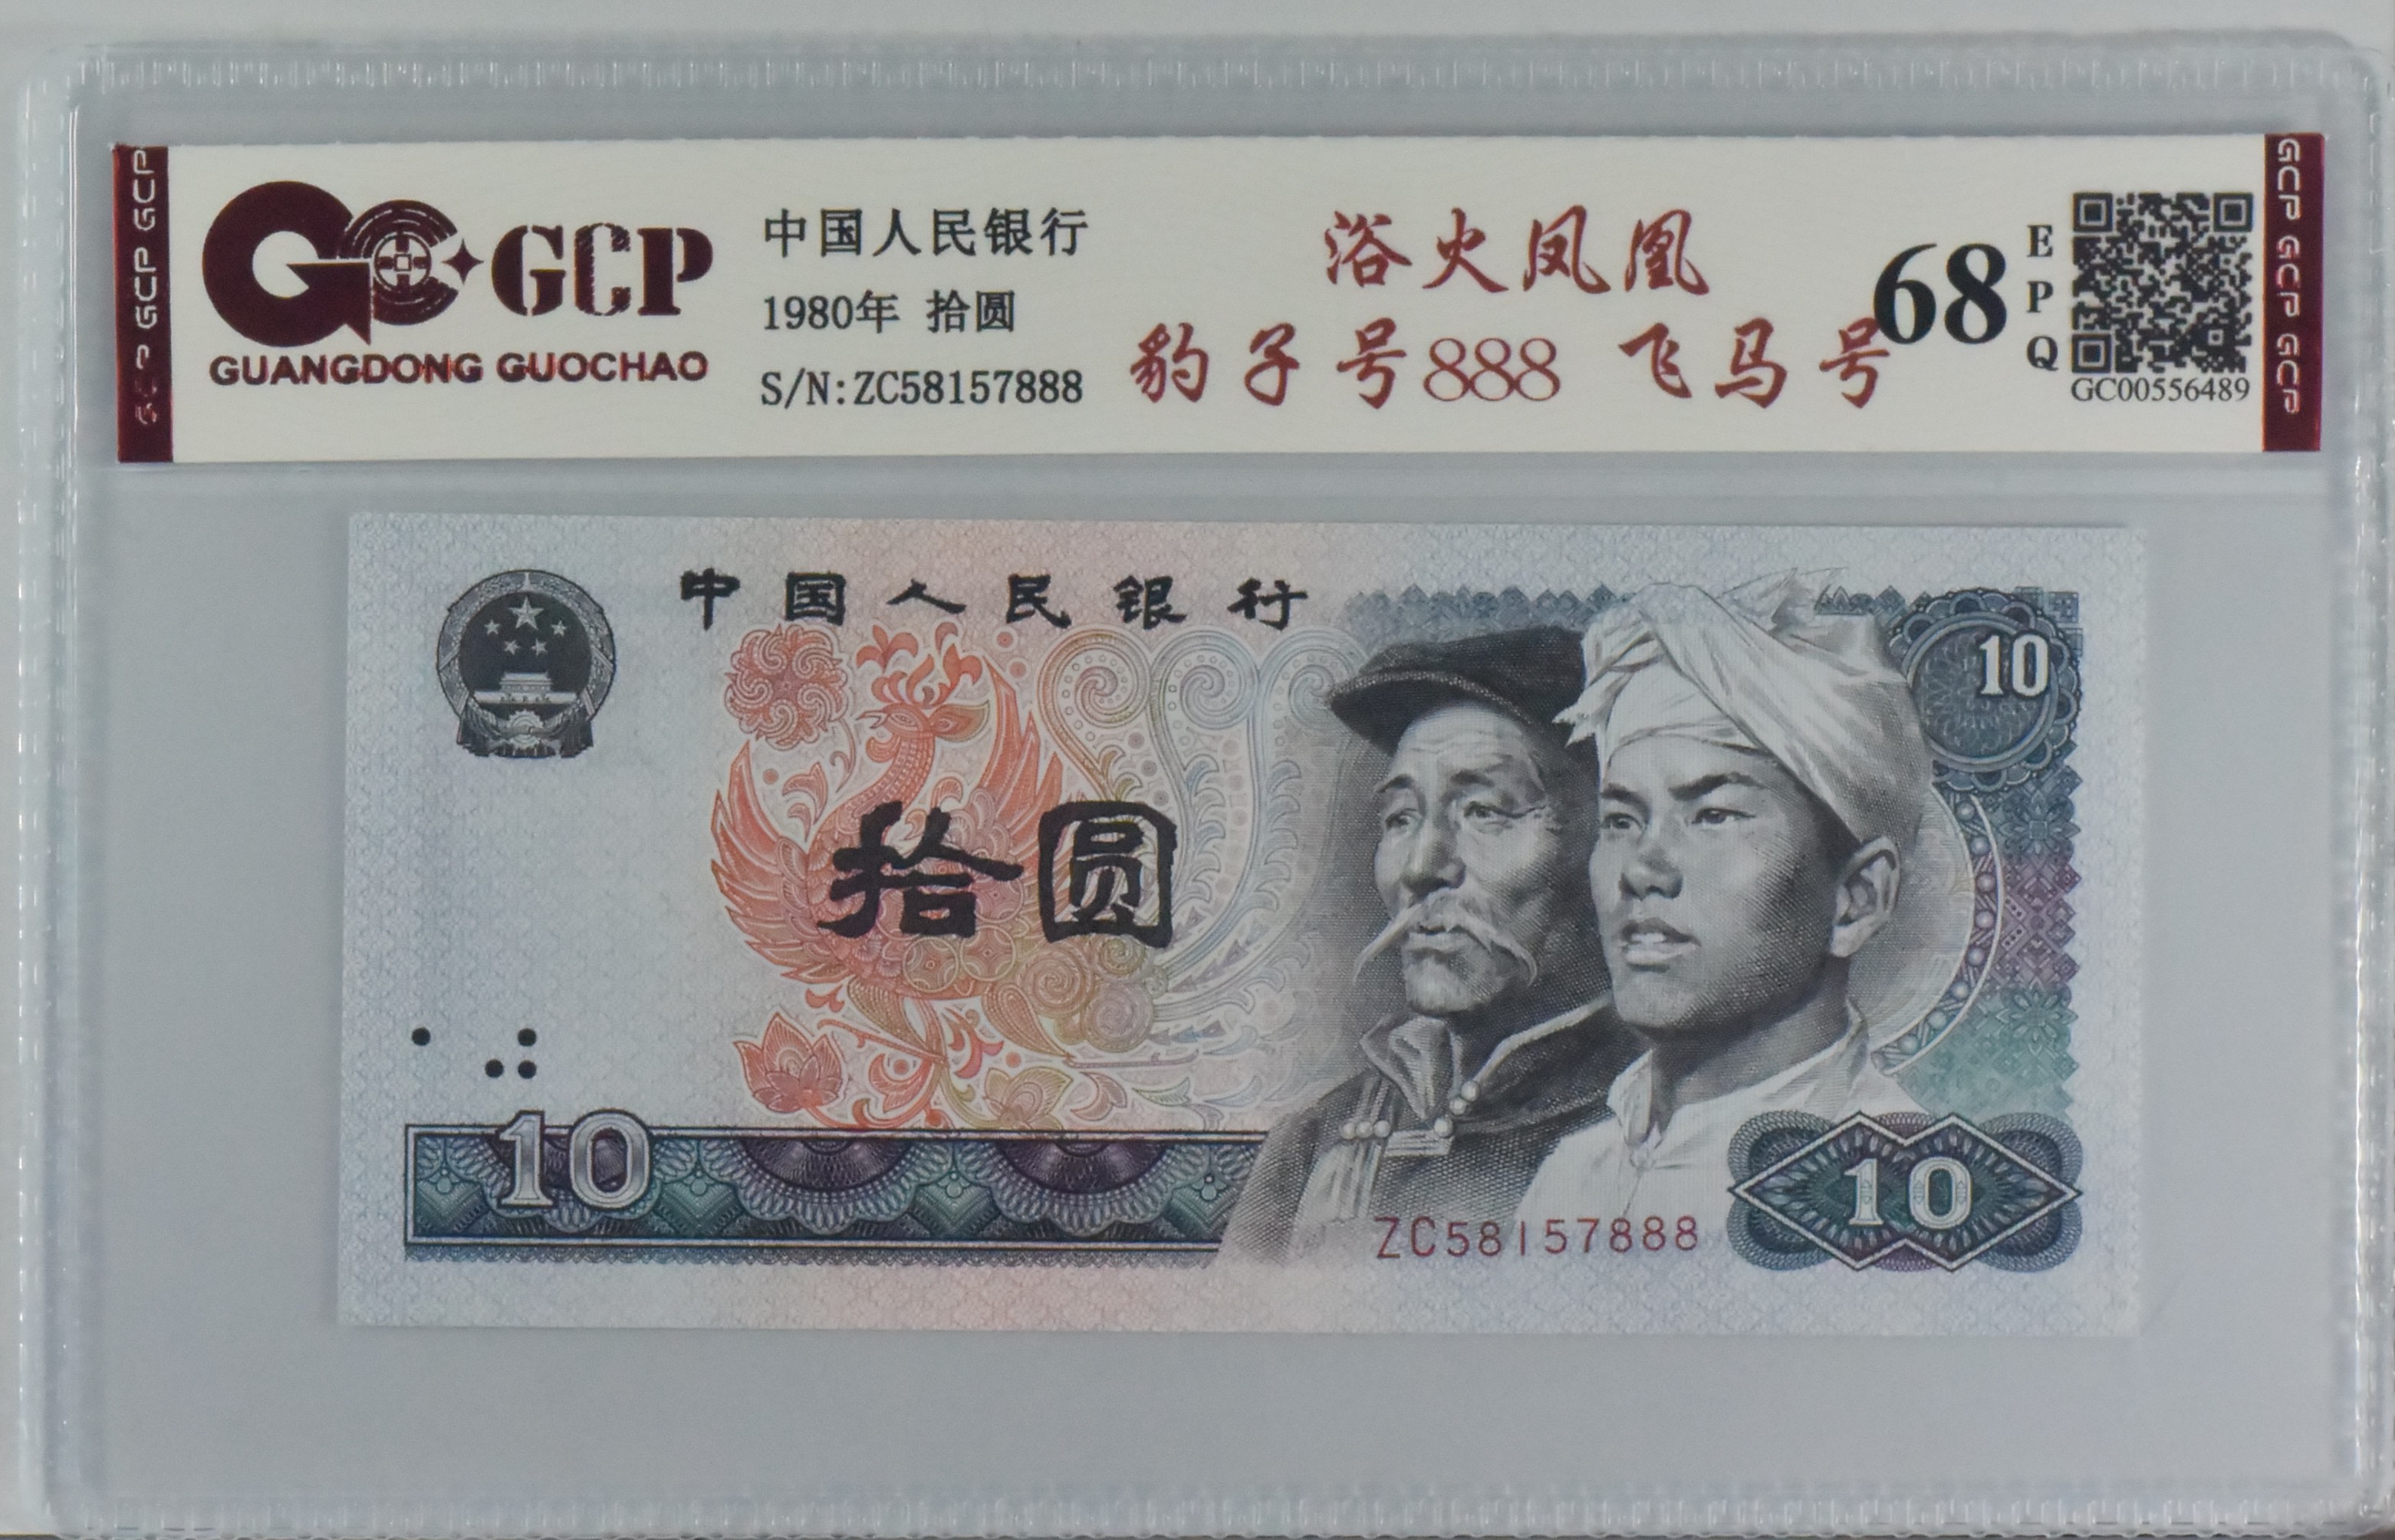 GCP GCP GCP
GCP
GUANGDONG GUOCHAO
中国人民银行
1980年 拾圆
S/N:ZC58157888
浴火凤凰
豹子号888 飞马号
68
EPQ
GC00556489
GCP GCP GCP
中国人民银行
10
拾圆
10
10
ZC58157888